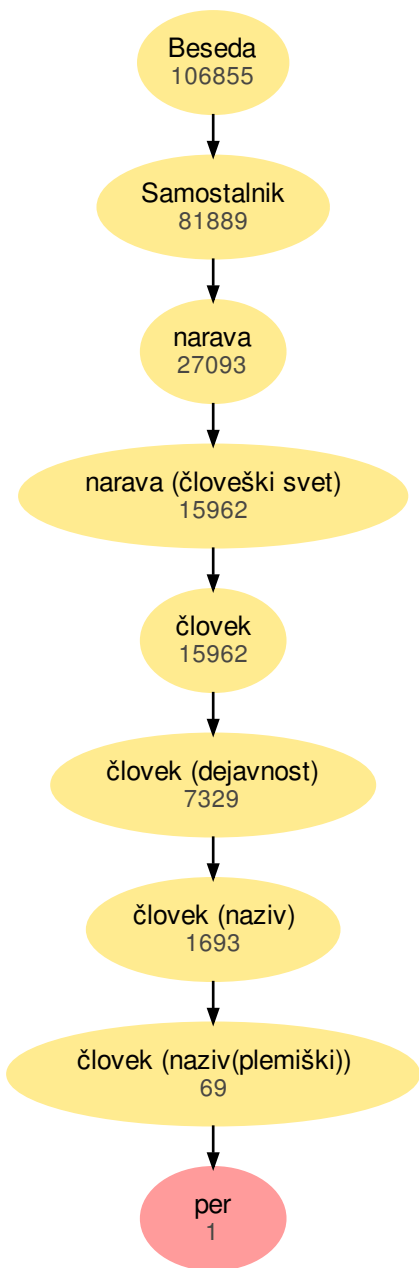 Beseda
106855
Samostalnik
81889
narava
27093
narava (človeški svet)
15962
človek
15962
človek (dejavnost)
7329
človek (naziv)
1693
človek (naziv(plemiški))
69
per
1